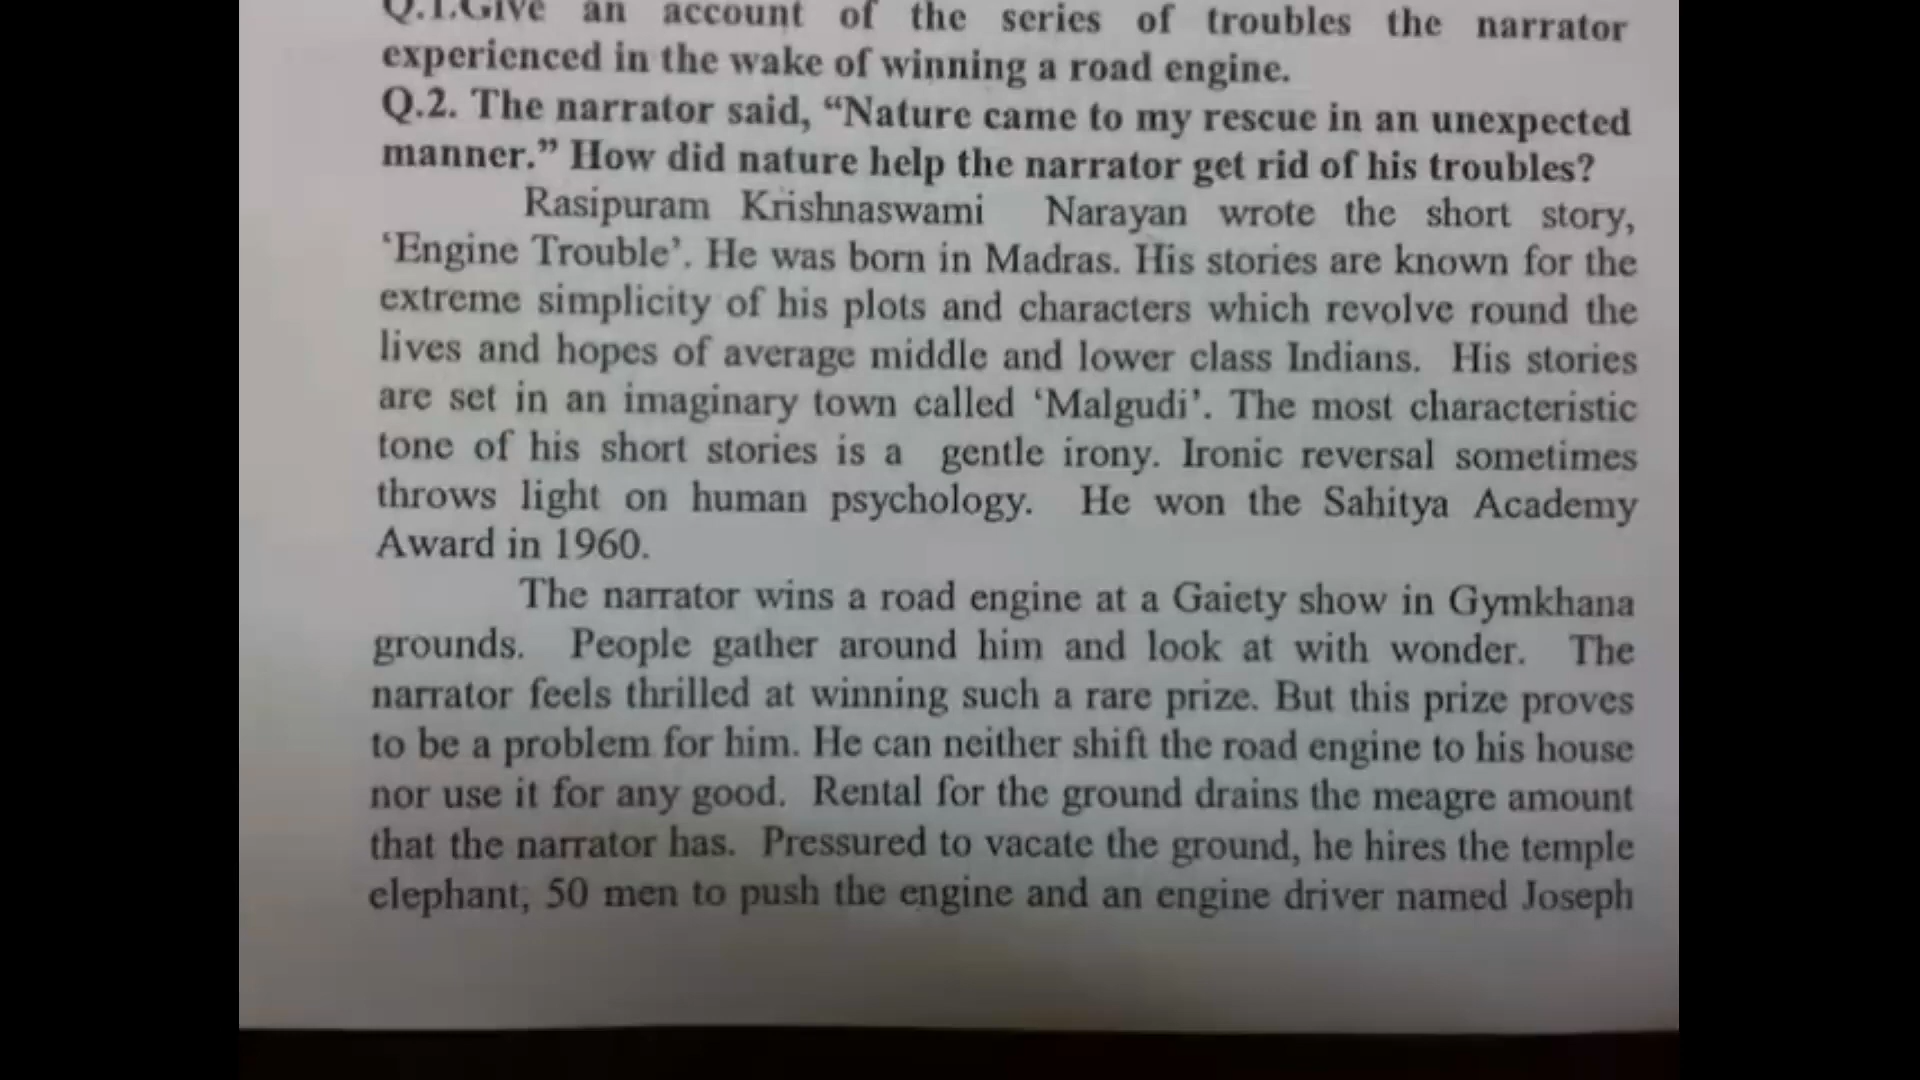 Q.1.Give an account of the series of troubles the narrator
experienced in the wake of winning a road engine.
Q.2. The narrator said, “Nature came to my rescue in an unexpected
manner.” How did nature help the narrator get rid of his troubles?
Rasipuram Krishnaswami Narayan wrote the short story,
‘Engine Trouble’. He was born in Madras. His stories are known for the
extreme simplicity of his plots and characters which revolve round the
lives and hopes of average middle and lower class Indians. His stories
are set in an imaginary town called ‘Malgudi’. The most characteristic
tone of his short stories is a gentle irony. Ironic reversal sometimes
throws light on human psychology. He won the Sahitya Academy
Award in 1960.
The narrator wins a road engine at a Gaiety show in Gymkhana
grounds. People gather around him and look at with wonder. The
narrator feels thrilled at winning such a rare prize. But this prize proves
to be a problem for him. He can neither shift the road engine to his house
nor use it for any good. Rental for the ground drains the meagre amount
that the narrator has. Pressured to vacate the ground, he hires the temple
elephant, 50 men to push the engine and an engine driver named Joseph